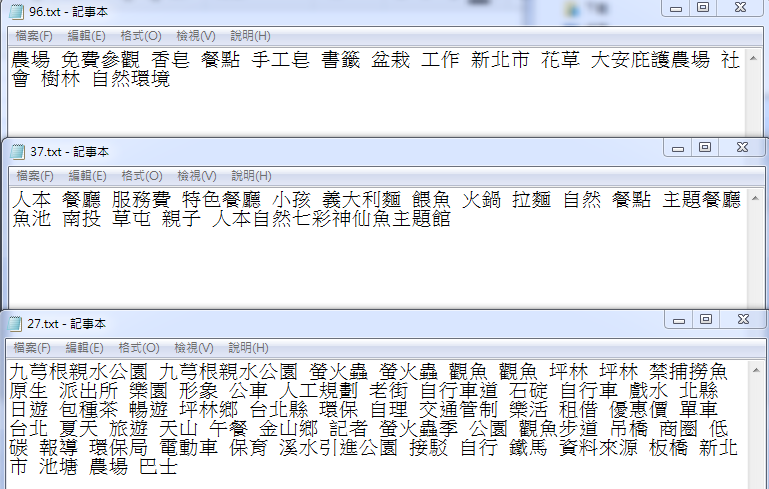 96.txt - 記事本
檔案(F) 編輯(E) 格式(O) 檢視(V) 說明(H)
農場 免費參觀 香皂 餐點 手工皂 書籤 盆栽 工作 新北市 花草 大安庇護農場 社
會 樹林 自然環境
37.txt - 記事本
檔案(F) 編輯(E) 格式(O) 檢視(V) 說明(H)
人本 餐廳 服務費 特色餐廳 小孩 義大利麵 餵魚 火鍋 拉麵 自然 餐點 主題餐廳
魚池 南投 草屯 親子 人本自然七彩神仙魚主題館
27.txt - 記事本
檔案(F) 編輯(E) 格式(O) 檢視(V) 說明(H)
九芎根親水公園 九芎根親水公園 螢火蟲 螢火蟲 觀魚 觀魚 坪林 坪林 禁捕撈魚
原生 派出所 樂園 形象 公車 人工規劃 老街 自行車道 石碇 自行車 戲水 北縣
日遊 包種茶 暢遊 坪林鄉 台北縣 環保 自理 交通管制 樂活 租借 優惠價 單車
台北 夏天 旅遊 天山 午餐 金山鄉 記者 螢火蟲季 公園 觀魚步道 吊橋 商圈 低
碳 報導 環保局 電動車 保育 溪水引進公園 接駁 自行 鐵馬 資料來源 板橋 新北
市 池塘 農場 巴士